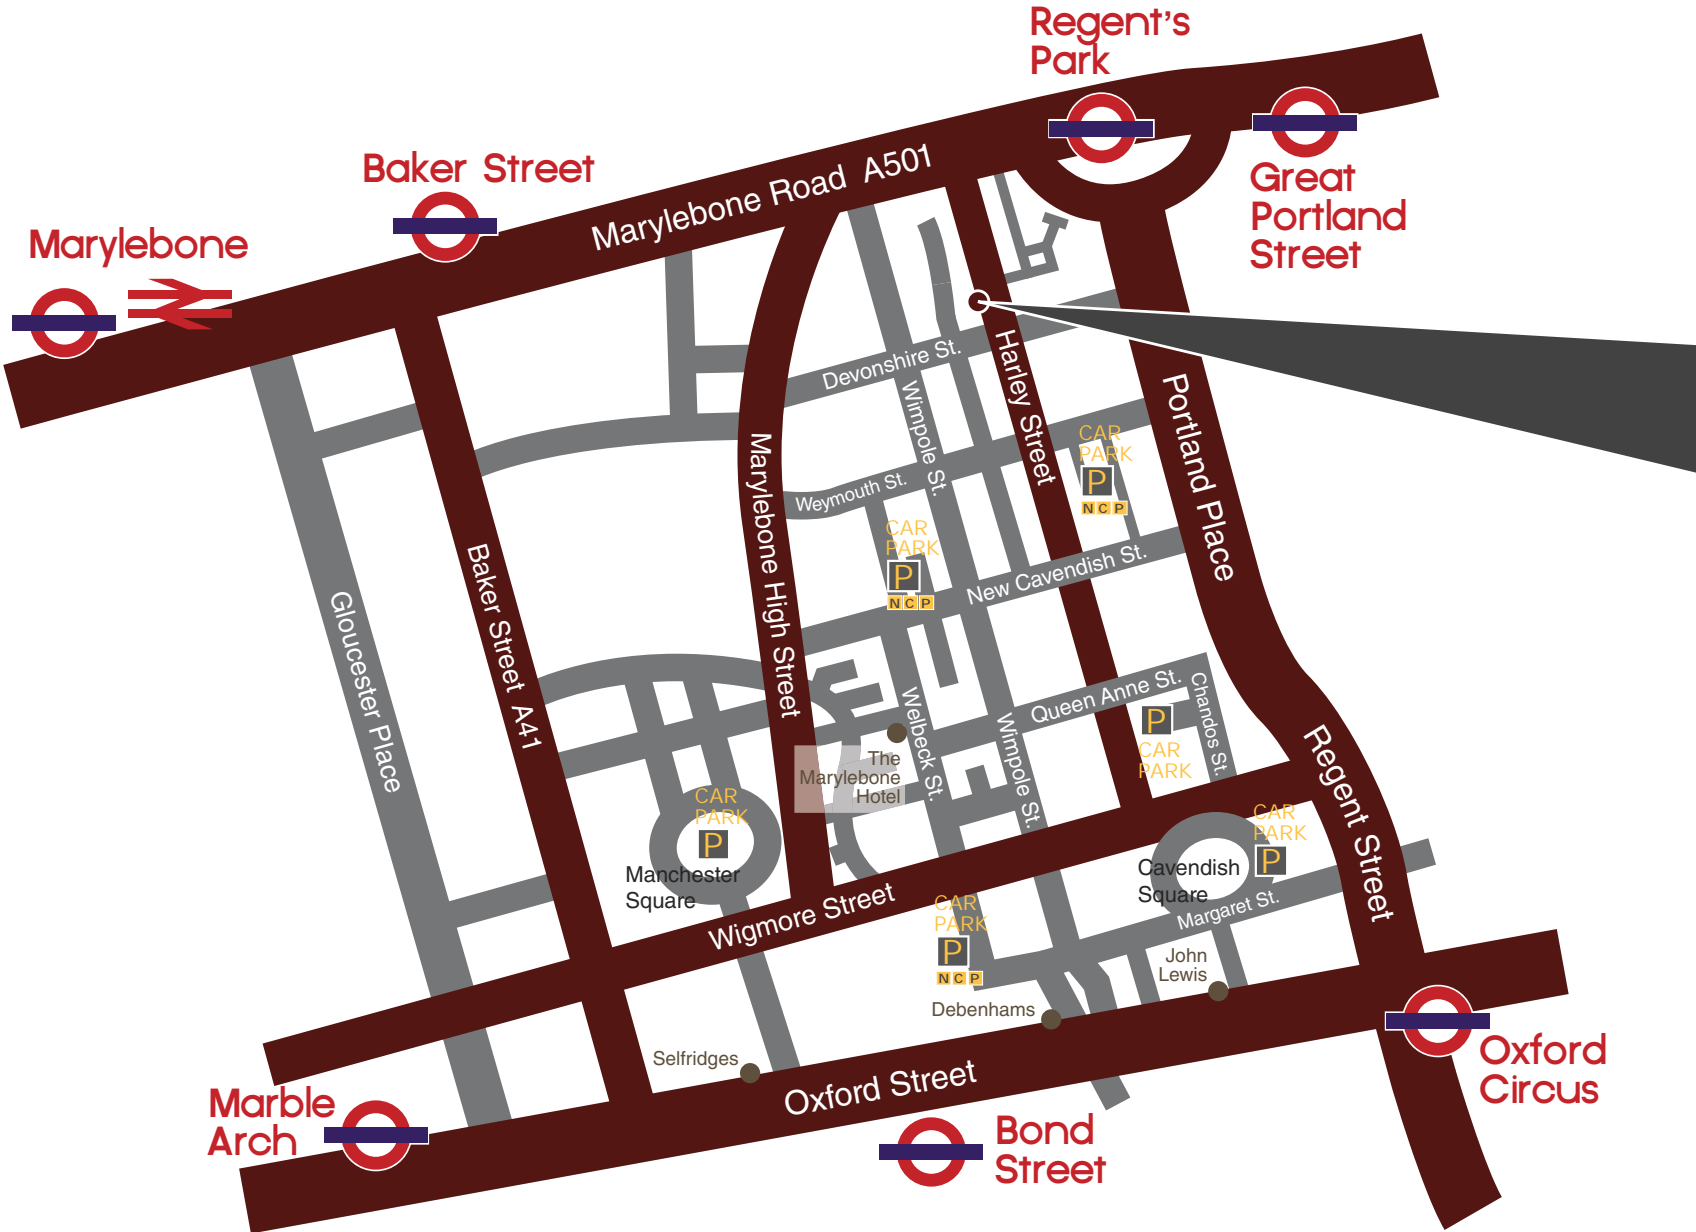 Regent's
Park
Baker Street
Marylebone Road A501
Great
Portland
Street
Marylebone
Devonshire St.
Harley Street
Wimpole St.
Portland Place
CAR
PARK
P
NCP
Marylebone High Street
Weymouth St.
CAR
PARK
P
NCP
New Cavendish St.
Baker Street A41
Gloucester Place
Queen Anne St.
Chandos St.
P
CAR
PARK
Welbeck St.
Wimpole St.
The
Marylebone
Hotel
Regent Street
CAR
PARK
P
Manchester
Square
CAR
PARK
P
Cavendish
Square
Margaret St.
Wigmore Street
CAR
PARK
P
NCP
John
Lewis
Debenhams
Selfridges
Oxford Street
Oxford
Circus
Marble
Arch
Bond
Street